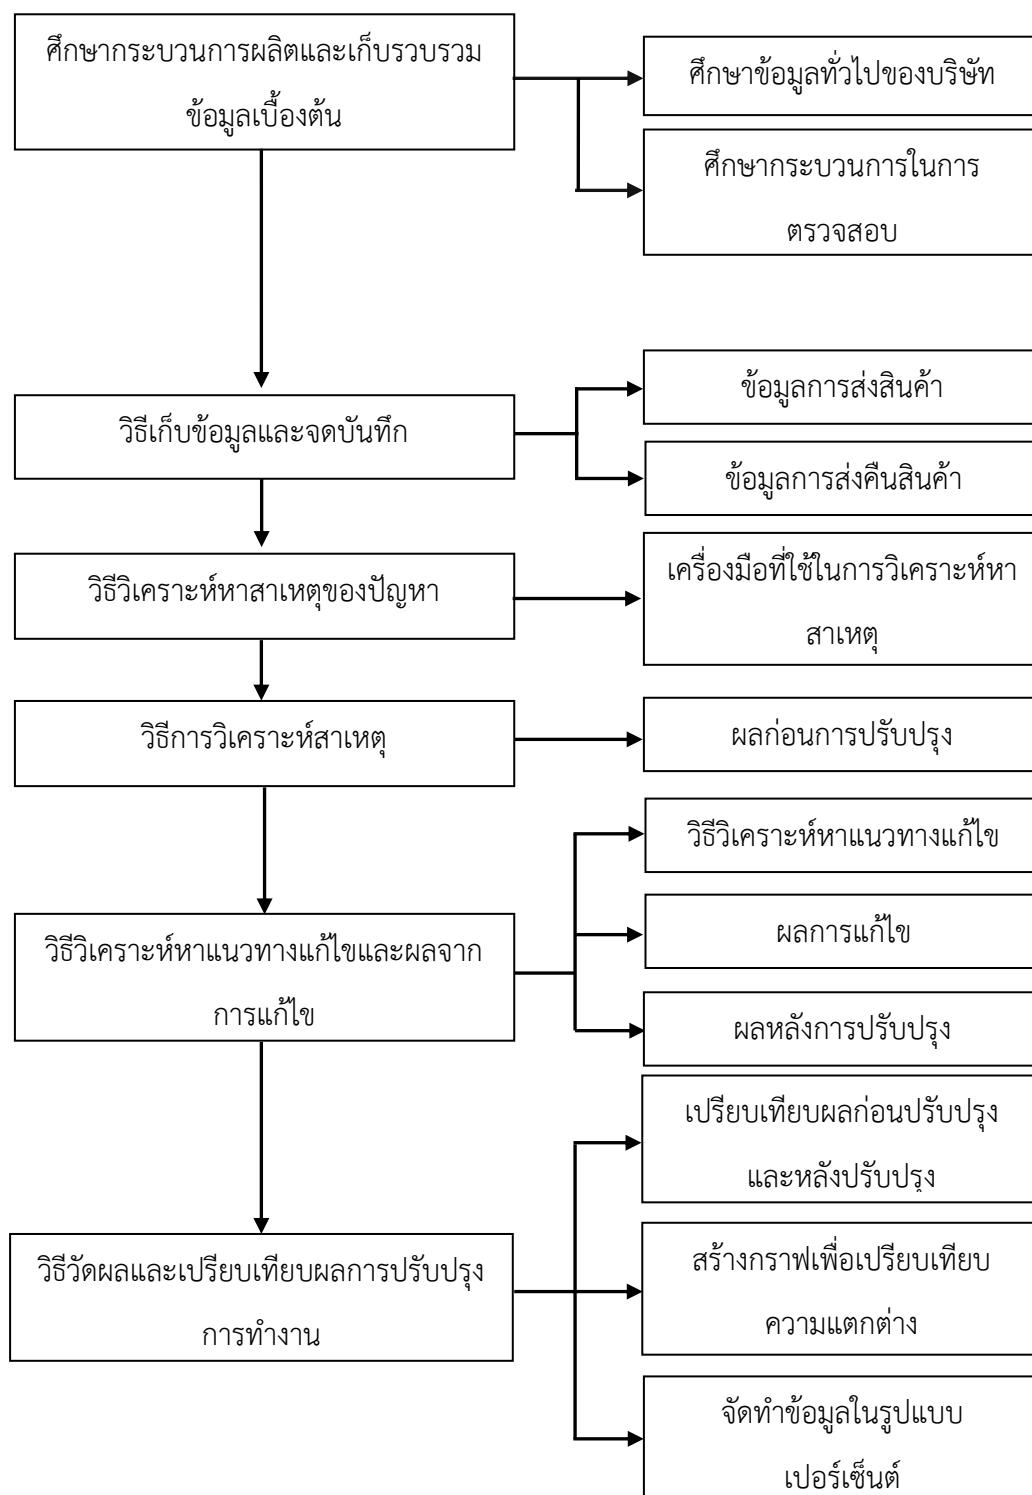 ศึกษากระบวนการผลิตและเก็บรวบรวม
ข้อมูลเบื้องต้น
ศึกษาข้อมูลทั่วไปของบริษัท
ศึกษากระบวนการในการ
ตรวจสอบ
วิธีเก็บข้อมูลและจดบันทึก
ข้อมูลการส่งสินค้า
ข้อมูลการส่งคืนสินค้า
วิธีวิเคราะห์หาสาเหตุของปัญหา
เครื่องมือที่ใช้ในการวิเคราะห์หา
สาเหตุ
วิธีการวิเคราะห์สาเหตุ
ผลก่อนการปรับปรุง
วิธีวิเคราะห์หาแนวทางแก้ไขและผลจาก
การแก้ไข
วิธีวิเคราะห์หาแนวทางแก้ไข
ผลการแก้ไข
ผลหลังการปรับปรุง
วิธีวัดผลและเปรียบเทียบผลการปรับปรุง
การทำงาน
เปรียบเทียบผลก่อนปรับปรุง
และหลังปรับปรุง
สร้างกราฟเพื่อเปรียบเทียบ
ความแตกต่าง
จัดทำข้อมูลในรูปแบบ
เปอร์เซ็นต์